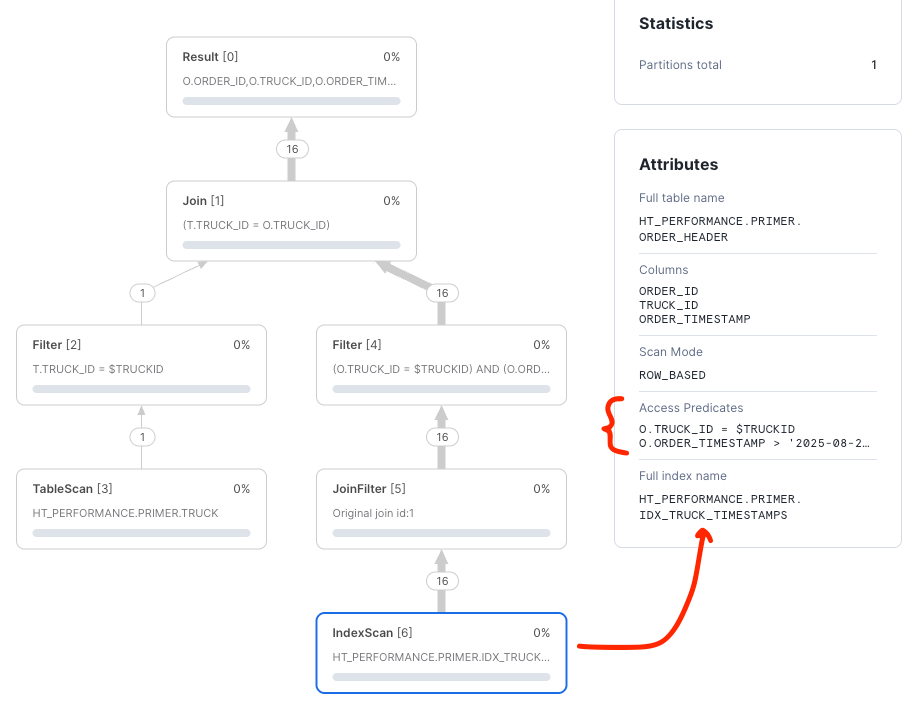 Result [0] 0%
O.ORDER_ID,O.TRUCK_ID,O.ORDER_TIM...
16
Join [1] 0%
(T.TRUCK_ID = O.TRUCK_ID)
1
16
Filter [2] 0%
T.TRUCK_ID = $TRUCKID
Filter [4] 0%
(O.TRUCK_ID = $TRUCKID) AND (O.ORD...
1
16
TableScan [3] 0%
HT_PERFORMANCE.PRIMER.TRUCK
JoinFilter [5] 0%
Original join id:1
16
IndexScan [6] 0%
HT_PERFORMANCE.PRIMER.IDX_TRUCK...
Statistics
Partitions total 1
Attributes
Full table name
HT_PERFORMANCE.PRIMER.
ORDER_HEADER
Columns
ORDER_ID
TRUCK_ID
ORDER_TIMESTAMP
Scan Mode
ROW_BASED
Access Predicates
O.TRUCK_ID = $TRUCKID
O.ORDER_TIMESTAMP > '2025-08-2...
Full index name
HT_PERFORMANCE.PRIMER.
IDX_TRUCK_TIMESTAMPS